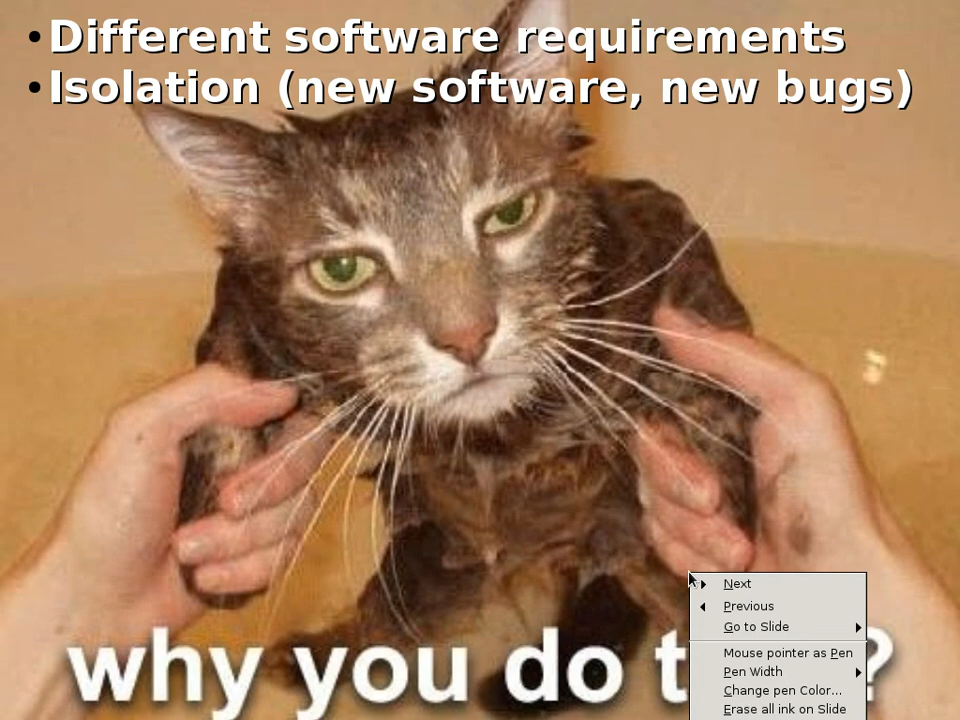 • Different software requirements
• Isolation (new software, new bugs)
why you do t ?
Next
Previous
Go to Slide
Mouse pointer as Pen
Pen Width
Change pen Color...
Erase all ink on Slide